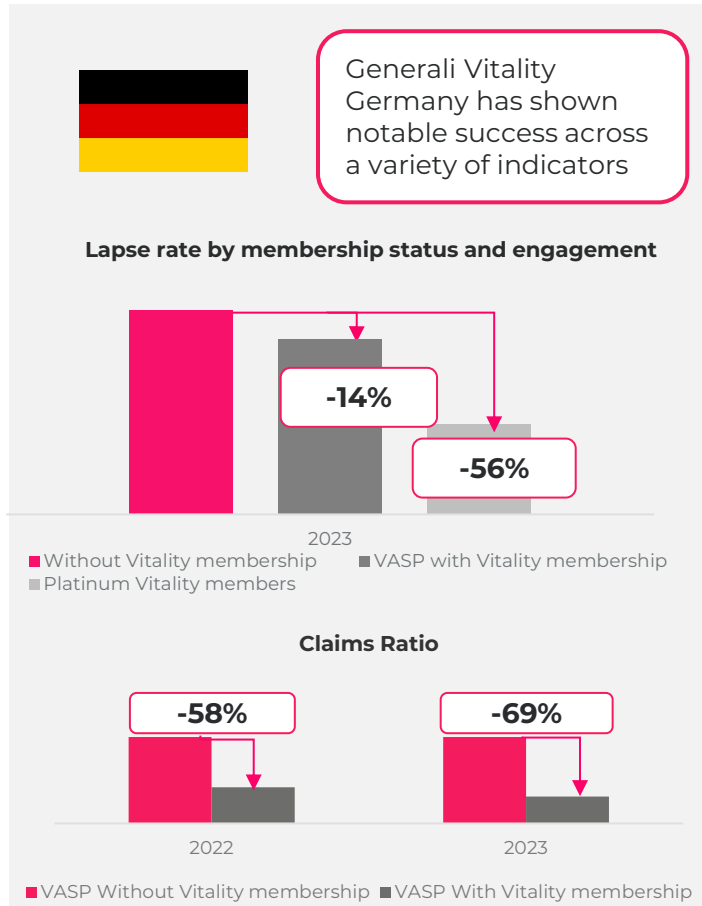 Generali Vitality
Germany has shown
notable success across
a variety of indicators
Lapse rate by membership status and engagement
-14%
-56%
2023
Without Vitality membership
VASP with Vitality membership
Platinum Vitality members
Claims Ratio
-58%
-69%
2022
2023
VASP Without Vitality membership
VASP With Vitality membership